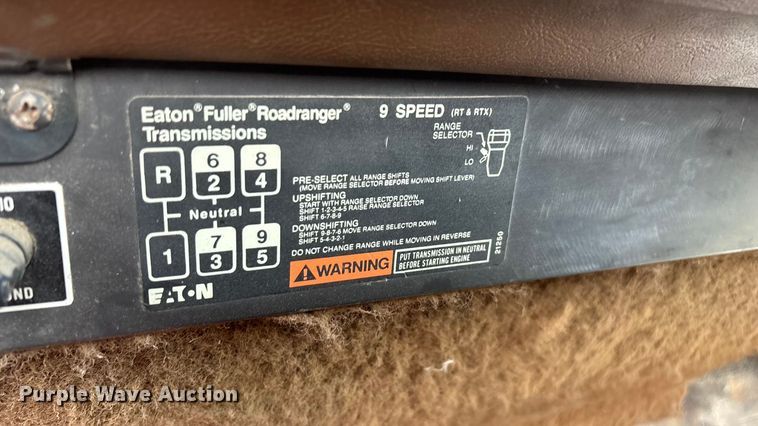 Eaton® Fuller® Roadranger® 9 SPEED (RT & RTX)
Transmissions
RANGE
SELECTOR
HI
LO
R 6 8
2 4
Neutral
1 7 9
3 5
PRE-SELECT ALL RANGE SHIFTS
(MOVE RANGE SELECTOR BEFORE MOVING SHIFT LEVER)
UPSHIFTING
START WITH RANGE SELECTOR DOWN
SHIFT 1-2-3-4-5 RAISE RANGE SELECTOR
SHIFT 6-7-8-9
DOWNSHIFTING
SHIFT 9-8-7-6 MOVE RANGE SELECTOR DOWN
SHIFT 5-4-3-2-1
DO NOT CHANGE RANGE WHILE MOVING IN REVERSE
WARNING
PUT TRANSMISSION IN NEUTRAL
BEFORE STARTING ENGINE
21250
EATON
Purple Wave Auction